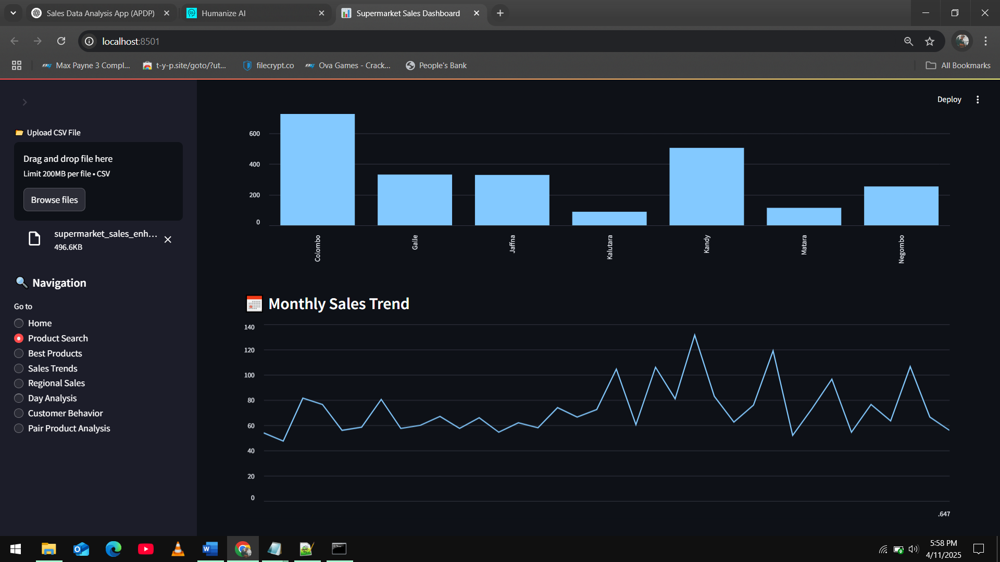 Sales Data Analysis App (APDP)
Humanize AI
Supermarket Sales Dashboard
localhost:8501
Max Payne 3 Compl...
t-y-p.site/goto/?ut...
filecrypt.co
Ova Games - Crack...
People's Bank
All Bookmarks
Deploy
Upload CSV File
Drag and drop file here
Limit 200MB per file • CSV
Browse files
supermarket_sales_enh...
496.6KB
Navigation
Go to
Home
Product Search
Best Products
Sales Trends
Regional Sales
Day Analysis
Customer Behavior
Pair Product Analysis
600
400
200
0
Colombo
Galle
Jaffna
Kalutara
Kandy
Matara
Negombo
Monthly Sales Trend
140
120
100
80
60
40
20
0
.647
5:58 PM
4/11/2025